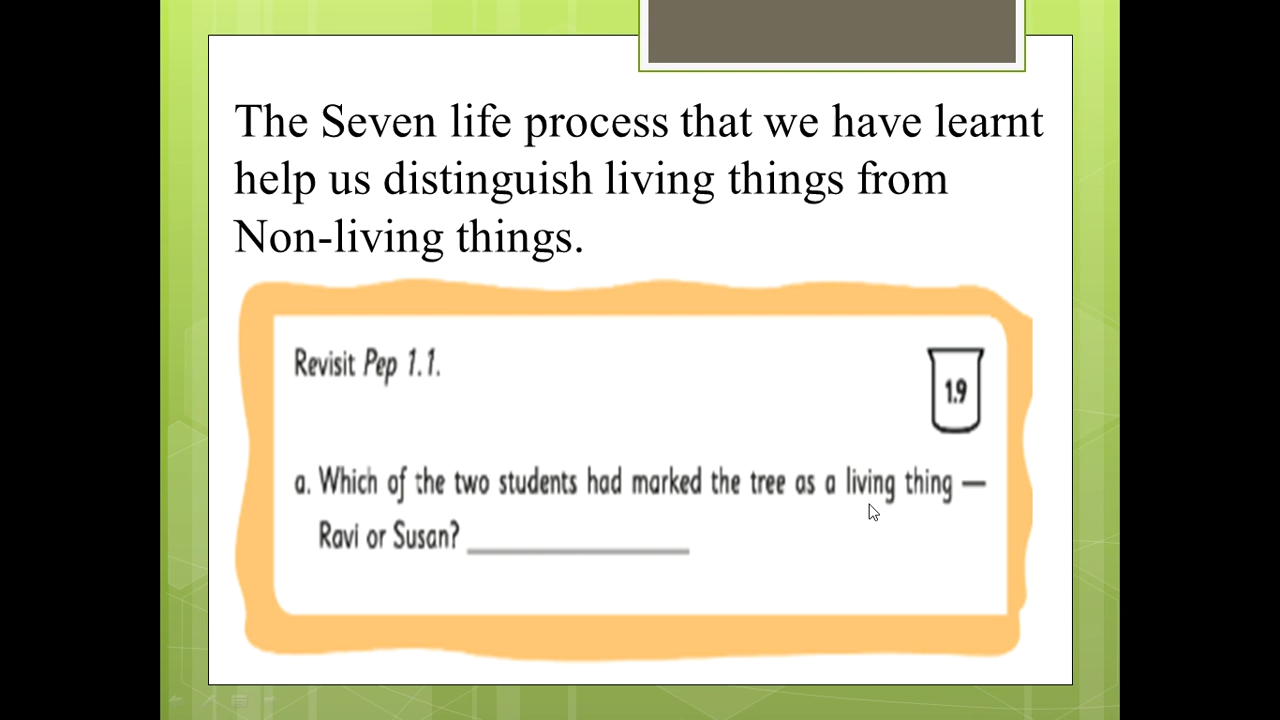 The Seven life process that we have learnt
help us distinguish living things from
Non-living things.
Revisit Pep 1.1.
1.9
a. Which of the two students had marked the tree as a living thing —
Ravi or Susan? ____________